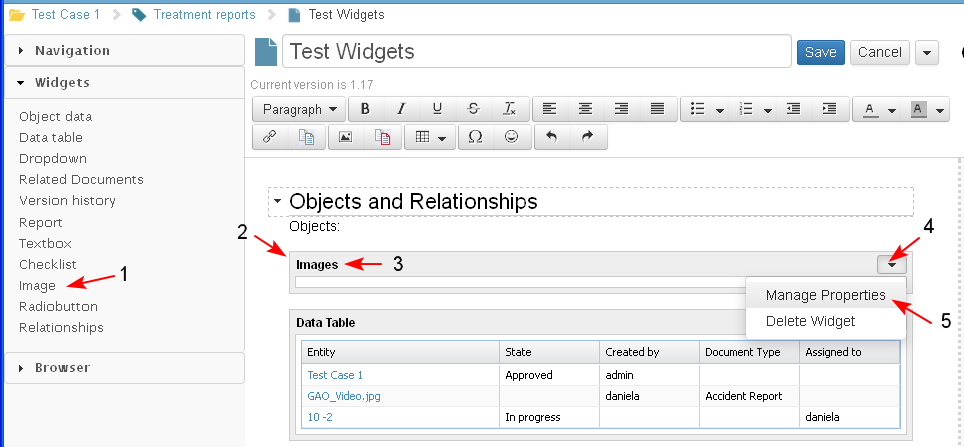 Test Case 1 Treatment reports Test Widgets
Navigation
Widgets
Object data
Data table
Dropdown
Related Documents
Version history
Report
Textbox
Checklist
Image
Radiobutton
Relationships
Browser
Test Widgets Save Cancel
Current version is 1.17
Paragraph B I U S Tx A A
Ω
Objects and Relationships
Objects:
Images
Manage Properties
Delete Widget
Data Table
Entity State Created by Document Type Assigned to
Test Case 1 Approved admin
GAO_Video.jpg daniela Accident Report
10 -2 In progress daniela
1
2
3
4
5